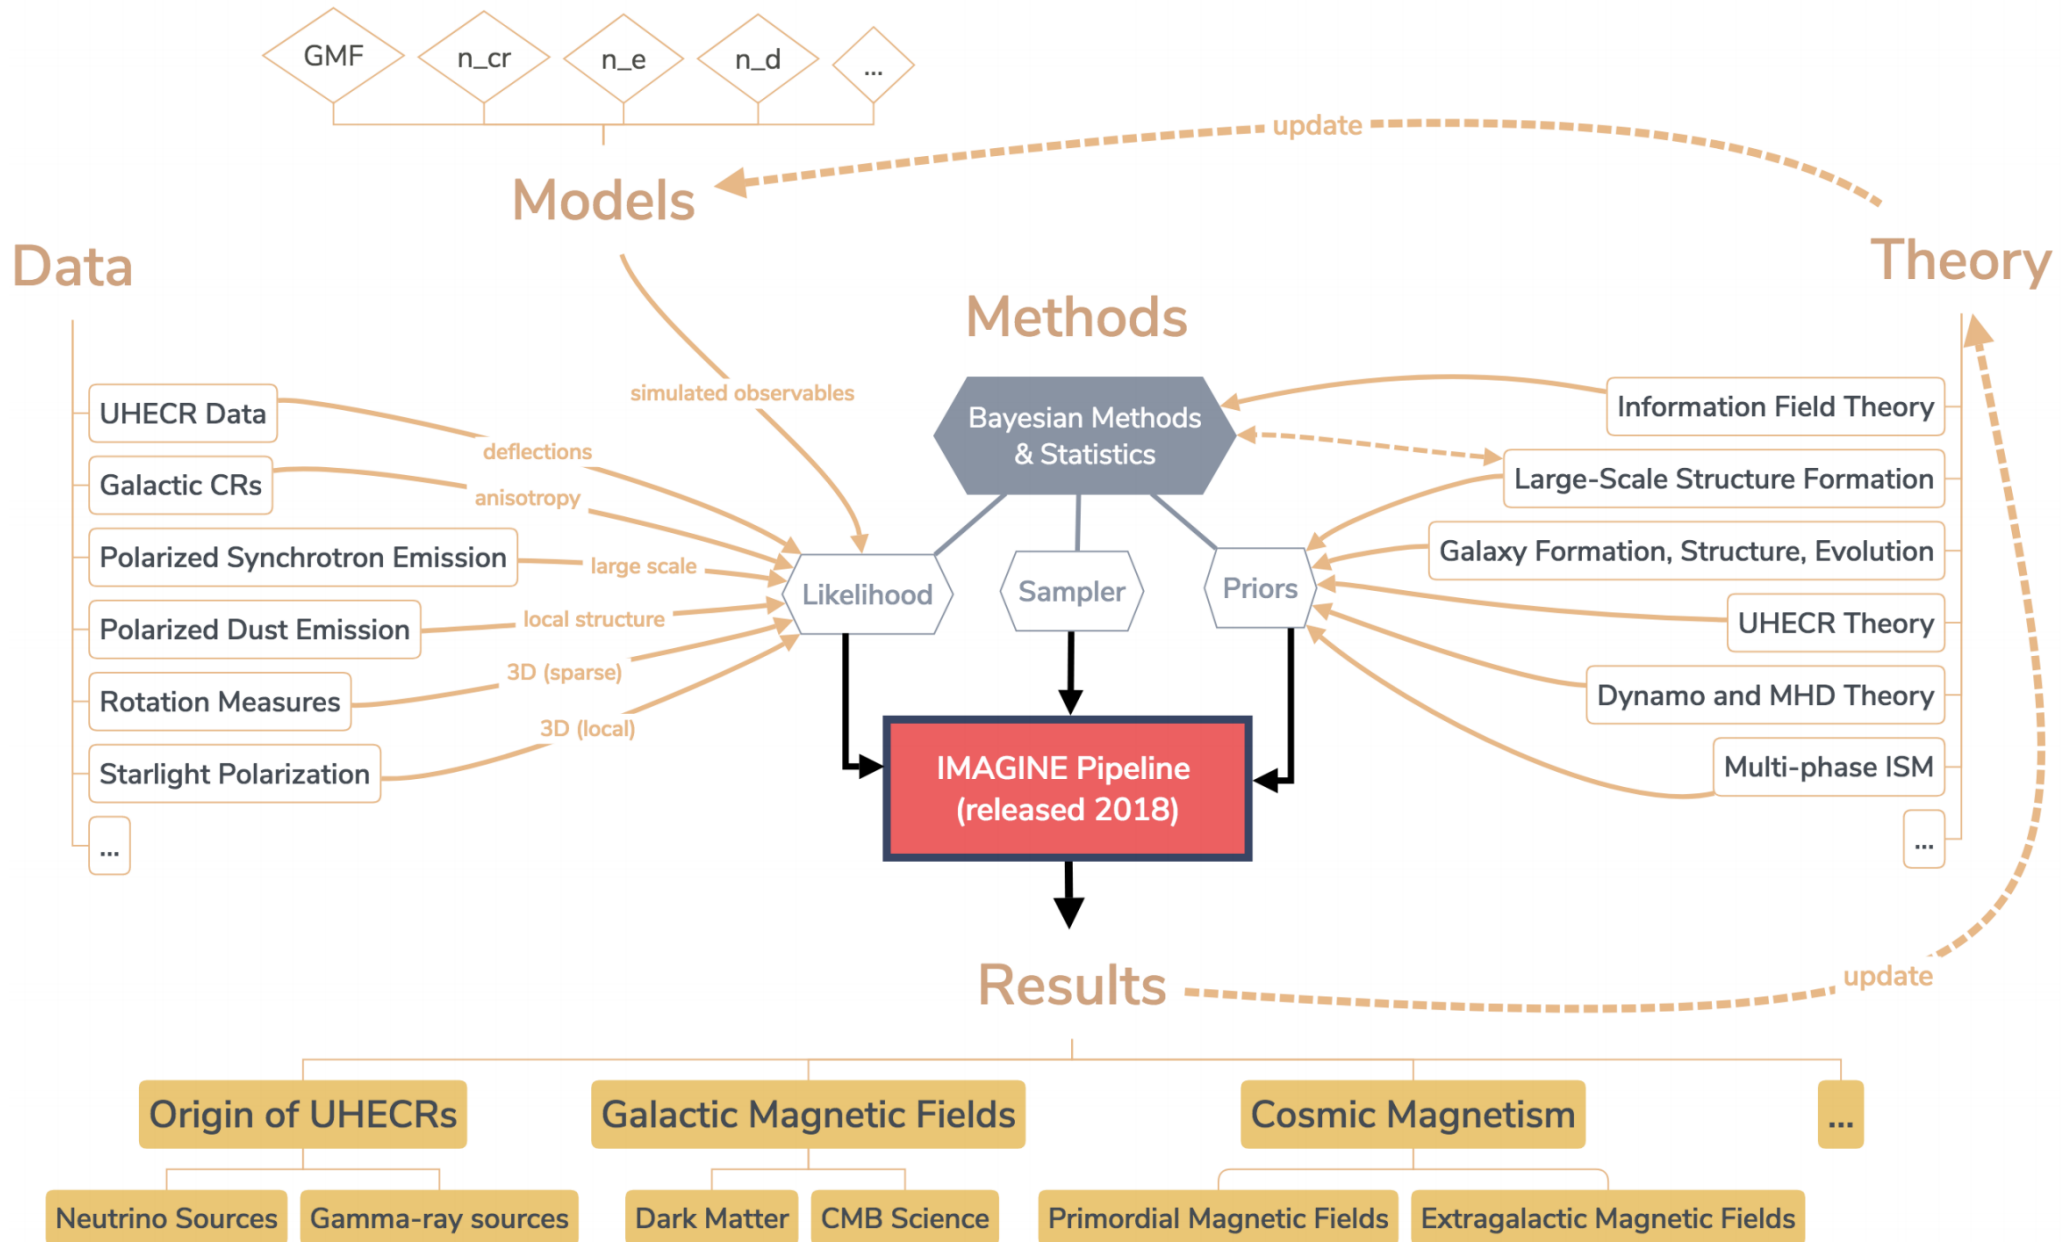 GMF
n_cr
n_e
n_d
...
update
Models
Data
Theory
Methods
simulated observables
UHECR Data
Galactic CRs
Polarized Synchrotron Emission
Polarized Dust Emission
Rotation Measures
Starlight Polarization
...
deflections
anisotropy
large scale
local structure
3D (sparse)
3D (local)
Bayesian Methods
& Statistics
Likelihood
Sampler
Priors
Information Field Theory
Large-Scale Structure Formation
Galaxy Formation, Structure, Evolution
UHECR Theory
Dynamo and MHD Theory
Multi-phase ISM
...
IMAGINE Pipeline
(released 2018)
Results
update
Origin of UHECRs
Galactic Magnetic Fields
Cosmic Magnetism
...
Neutrino Sources
Gamma-ray sources
Dark Matter
CMB Science
Primordial Magnetic Fields
Extragalactic Magnetic Fields